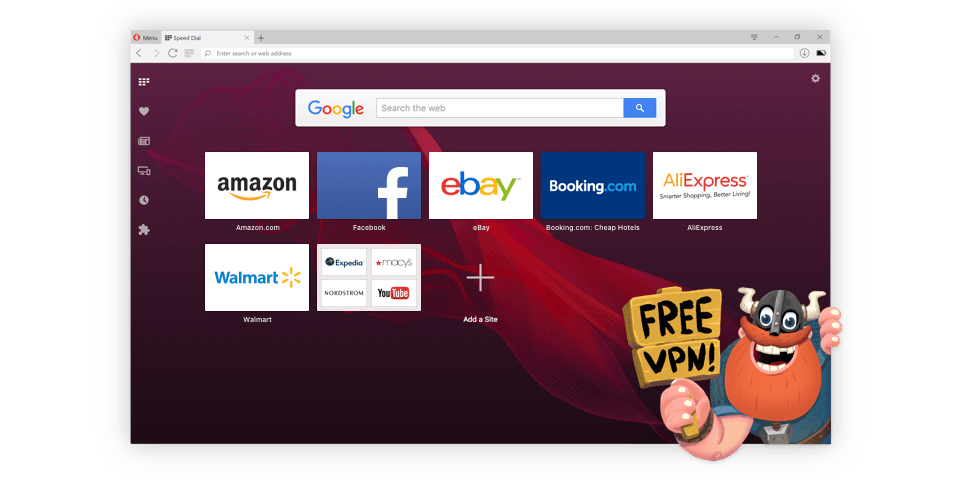 Menu
Speed Dial
Enter search or web address
Google
Search the web
amazon
Amazon.com
f
Facebook
ebay
eBay
Booking.com
Booking.com: Cheap Hotels
AliExpress
Smarter Shopping, Better Living!
AliExpress
Walmart
Walmart
Expedia
macy's
NORDSTROM
YouTube
Add a Site
FREE
VPN!